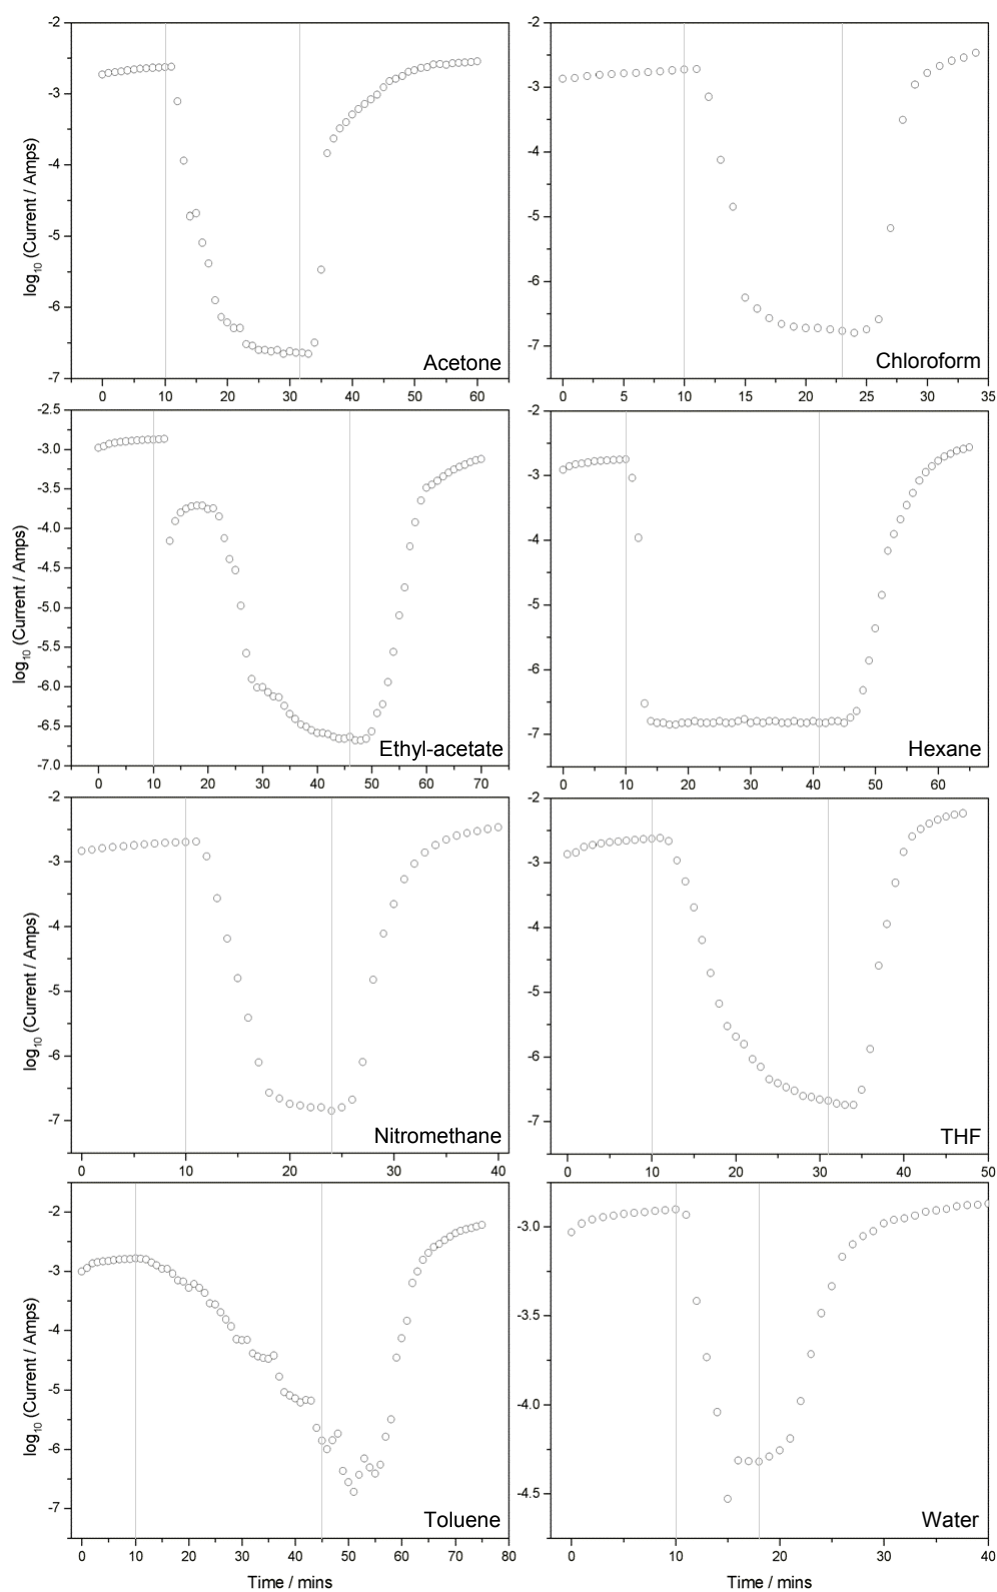 -2
-3
-4
-5
-6
-7
log10 (Current / Amps)
Acetone
0 10 20 30 40 50 60
-2
-3
-4
-5
-6
-7
Chloroform
0 5 10 15 20 25 30 35
-2.5
-3.0
-3.5
-4.0
-4.5
-5.0
-5.5
-6.0
-6.5
-7.0
log10 (Current / Amps)
Ethyl-acetate
0 10 20 30 40 50 60 70
-2
-3
-4
-5
-6
-7
Hexane
0 10 20 30 40 50 60
-2
-3
-4
-5
-6
-7
log10 (Current / Amps)
Nitromethane
0 10 20 30 40
-2
-3
-4
-5
-6
-7
THF
0 10 20 30 40 50
-2
-3
-4
-5
-6
-7
log10 (Current / Amps)
Toluene
0 10 20 30 40 50 60 70 80
Time / mins
-3.0
-3.5
-4.0
-4.5
Water
0 10 20 30 40
Time / mins